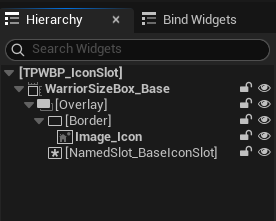 Hierarchy
Bind Widgets
Search Widgets
[TPWBP_IconSlot]
WarriorSizeBox_Base
[Overlay]
[Border]
Image_Icon
[NamedSlot_BaseIconSlot]